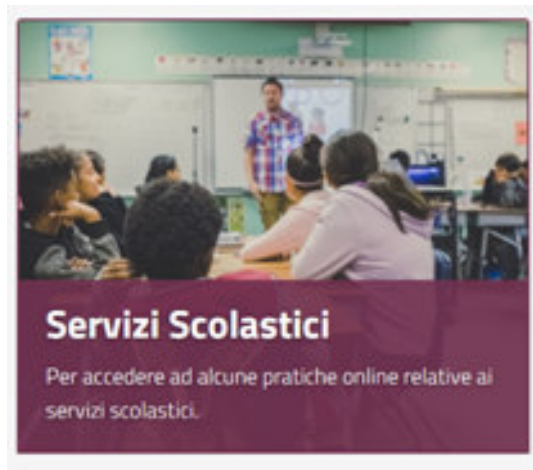 Servizi Scolastici
Per accedere ad alcune pratiche online relative ai
servizi scolastici.